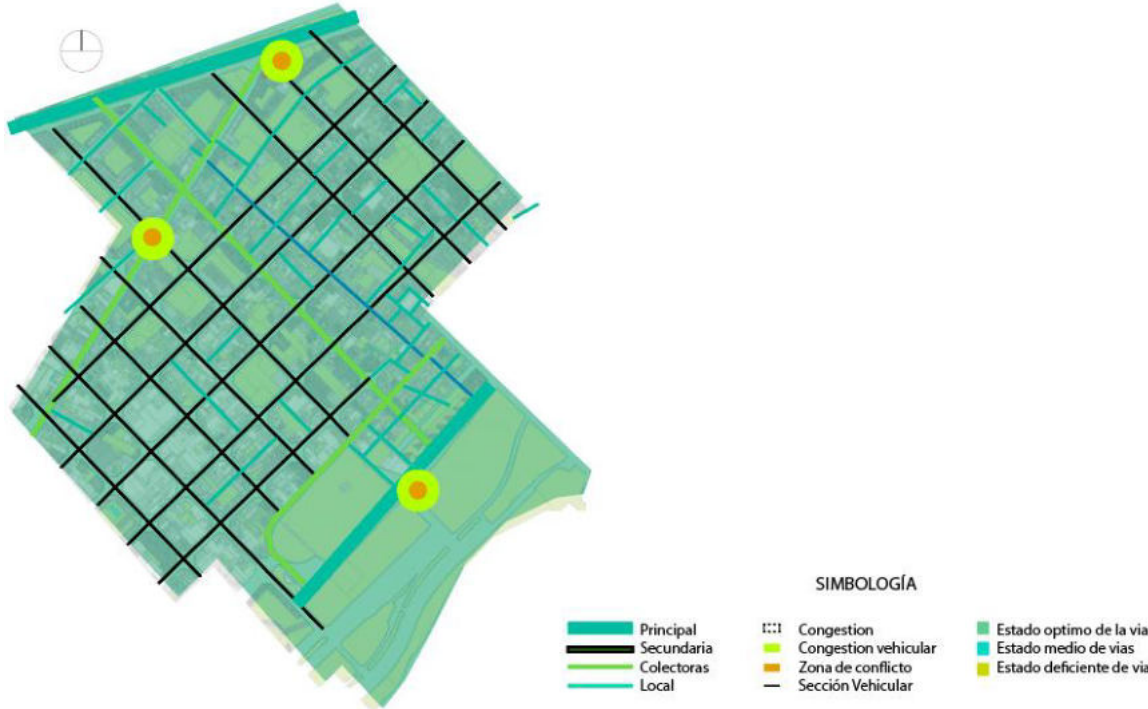 SIMBOLOGÍA
Principal
Secundaria
Colectoras
Local
Congestion
Congestion vehicular
Zona de conflicto
Sección Vehicular
Estado optimo de la via
Estado medio de vias
Estado deficiente de via